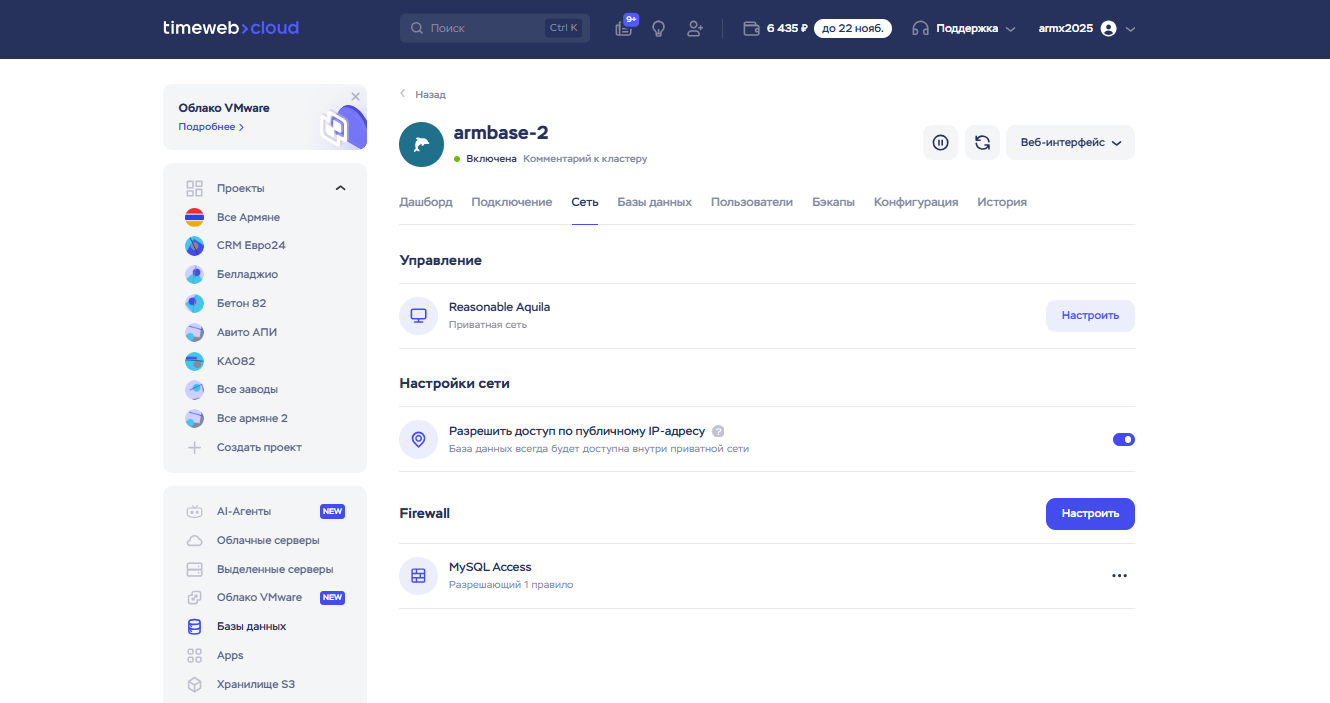 timeweb>cloud
Поиск
Ctrl K
9+
6 435 ₽
до 22 нояб.
Поддержка
armx2025
Облако VMware
Подробнее
Проекты
Все Армяне
CRM Евро24
Белладжио
Бетон 82
Авито АПИ
КАО82
Все заводы
Все армяне 2
Создать проект
AI-Агенты NEW
Облачные серверы
Выделенные серверы
Облако VMware NEW
Базы данных
Apps
Хранилище S3
Назад
armbase-2
Включена Комментарий к кластеру
Веб-интерфейс
Дашборд Подключение Сеть Базы данных Пользователи Бэкапы Конфигурация История
Управление
Reasonable Aquila
Приватная сеть
Настроить
Настройки сети
Разрешить доступ по публичному IP-адресу ?
База данных всегда будет доступна внутри приватной сети
Firewall
Настроить
MySQL Access
Разрешающий 1 правило